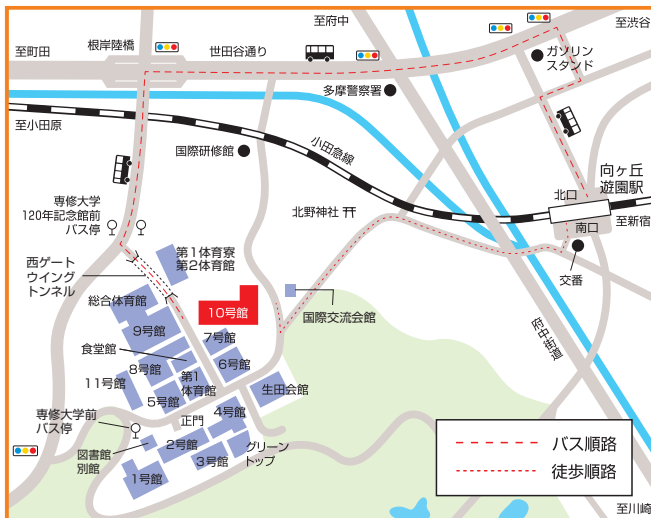 至府中
至渋谷
至町田
根岸陸橋
世田谷通り
ガソリン
スタンド
多摩警察署
至小田原
国際研修館
小田急線
向ヶ丘
遊園駅
北口
専修大学
120年記念館前
バス停
北野神社
至新宿
南口
交番
西ゲート
ウイング
トンネル
第1体育寮
第2体育館
総合体育館
10号館
国際交流会館
9号館
7号館
府中街道
食堂館
6号館
8号館
11号館
第1
体育館
生田会館
5号館
専修大学前
バス停
正門
4号館
図書館
別館
2号館
3号館
グリーン
トップ
1号館
バス順路
徒歩順路
至川崎